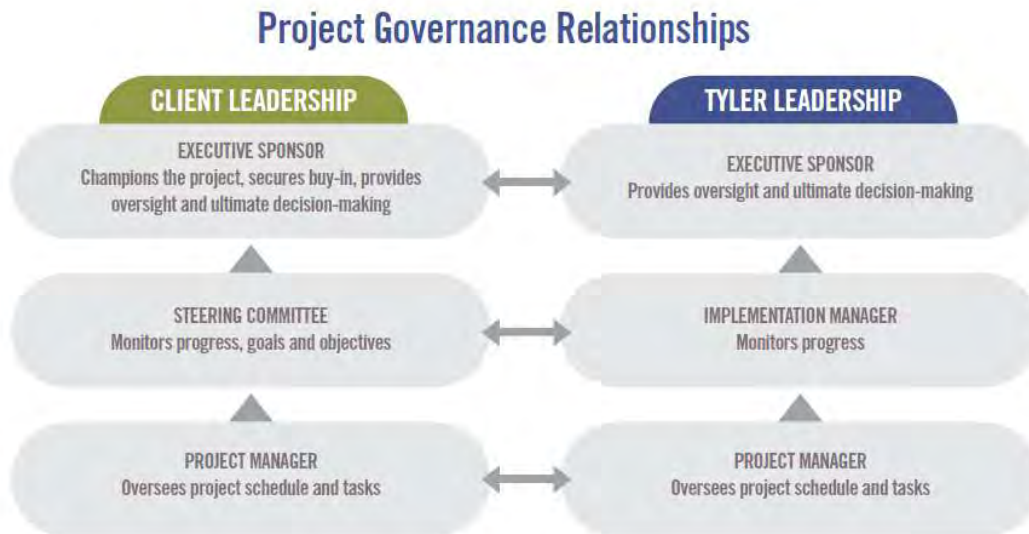 Project Governance Relationships
CLIENT LEADERSHIP
TYLER LEADERSHIP
EXECUTIVE SPONSOR
Champions the project, secures buy-in, provides
oversight and ultimate decision-making
EXECUTIVE SPONSOR
Provides oversight and ultimate decision-making
STEERING COMMITTEE
Monitors progress, goals and objectives
IMPLEMENTATION MANAGER
Monitors progress
PROJECT MANAGER
Oversees project schedule and tasks
PROJECT MANAGER
Oversees project schedule and tasks